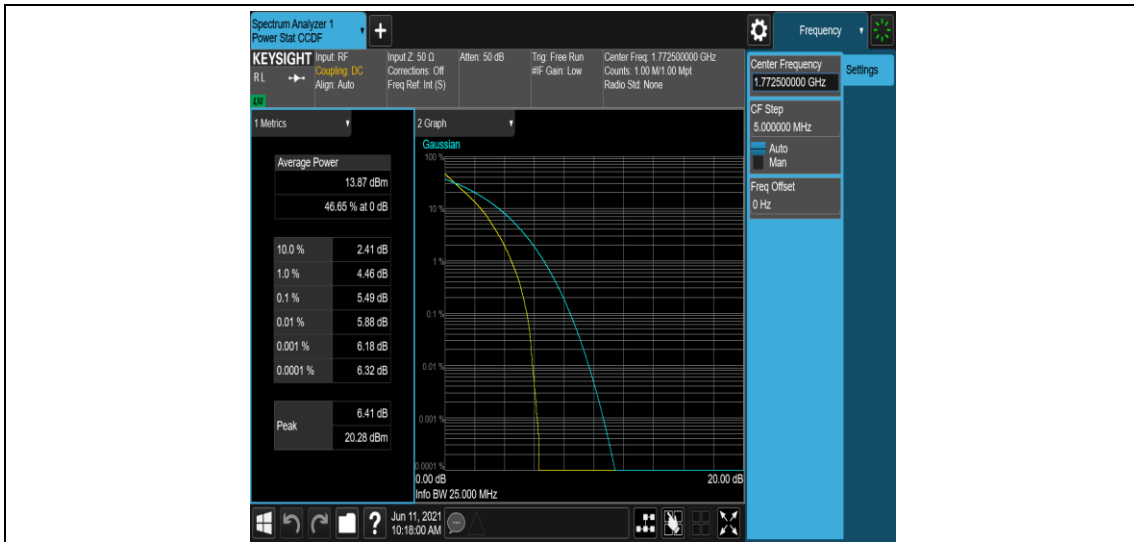 Spectrum Analyzer 1
Power Stat CCDF
+
Frequency
KEYSIGHT
RL
LXI
Input: RF
Coupling: DC
Align: Auto
Input Z: 50 Ω
Corrections: Off
Freq Ref: Int (S)
Atten: 50 dB
Trig: Free Run
#IF Gain: Low
Center Freq: 1.772500000 GHz
Counts: 1.00 M/1.00 Mpt
Radio Std: None
Center Frequency
1.772500000 GHz
Settings
CF Step
5.000000 MHz
Auto
Man
Freq Offset
0 Hz
1 Metrics
Average Power
13.87 dBm
46.65 % at 0 dB
10.0 % 2.41 dB
1.0 % 4.46 dB
0.1 % 5.49 dB
0.01 % 5.88 dB
0.001 % 6.18 dB
0.0001 % 6.32 dB
Peak
6.41 dB
20.28 dBm
2 Graph
Gaussian
100 %
10 %
1 %
0.1 %
0.01 %
0.001 %
0.0001 %
0.00 dB 20.00 dB
Info BW 25.000 MHz
?
Jun 11, 2021
10:18:00 AM